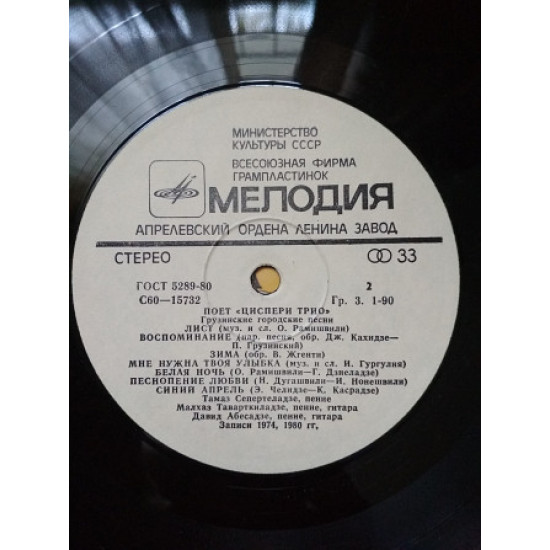 МИНИСТЕРСТВО
КУЛЬТУРЫ СССР
ВСЕСОЮЗНАЯ ФИРМА
ГРАМПЛАСТИНОК
МЕЛОДИЯ
АПРЕЛЕВСКИЙ ОРДЕНА ЛЕНИНА ЗАВОД
СТЕРЕО 33
ГОСТ 5289-80 2
С60—15732 Гр. 3. 1-90
ПОЕТ «ЦИСПЕРИ ТРИО»
Грузинские городские песни
ЛИСТ (муз. и сл. О. Рамишвили)
ВОСПОМИНАНИЕ (нар. песня, обр. Дж. Кахидзе—
П. Грузинский)
ЗИМА (обр. В. Жгенти)
МНЕ НУЖНА ТВОЯ УЛЫБКА (муз. и сл. И. Гургулия)
БЕЛАЯ НОЧЬ (О. Рамишвили—Г. Дзнеладзе)
ПЕСНОПЕНИЕ ЛЮБВИ (Н. Дугашвили—И. Нонешвили)
СИНИЙ АПРЕЛЬ (Э. Челидзе—К. Касрадзе)
Тамаз Сепертеладзе, пение
Малхаз Таварткиладзе, пение, гитара
Давид Абесадзе, пение, гитара
Записи 1974, 1980 гг.